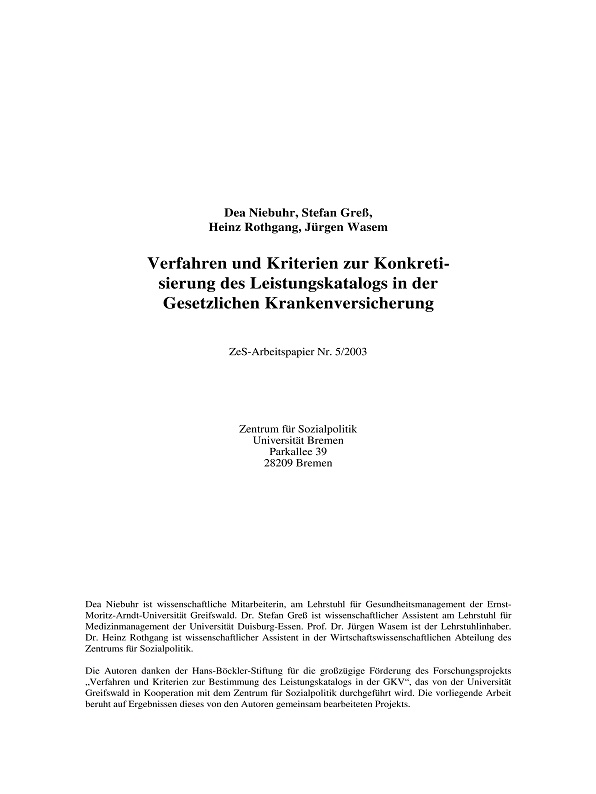 Dea Niebuhr, Stefan Greß,
Heinz Rothgang, Jürgen Wasem
Verfahren und Kriterien zur Konkreti-
sierung des Leistungskatalogs in der
Gesetzlichen Krankenversicherung
ZeS-Arbeitspapier Nr. 5/2003
Zentrum für Sozialpolitik
Universität Bremen
Parkallee 39
28209 Bremen
Dea Niebuhr ist wissenschaftliche Mitarbeiterin, am Lehrstuhl für Gesundheitsmanagement der Ernst-
Moritz-Arndt-Universität Greifswald. Dr. Stefan Greß ist wissenschaftlicher Assistent am Lehrstuhl für
Medizinmanagement der Universität Duisburg-Essen. Prof. Dr. Jürgen Wasem ist der Lehrstuhlinhaber.
Dr. Heinz Rothgang ist wissenschaftlicher Assistent in der Wirtschaftswissenschaftlichen Abteilung des
Zentrums für Sozialpolitik.
Die Autoren danken der Hans-Böckler-Stiftung für die großzügige Förderung des Forschungsprojekts
„Verfahren und Kriterien zur Bestimmung des Leistungskatalogs in der GKV“, das von der Universität
Greifswald in Kooperation mit dem Zentrum für Sozialpolitik durchgeführt wird. Die vorliegende Arbeit
beruht auf Ergebnissen dieses von den Autoren gemeinsam bearbeiteten Projekts.